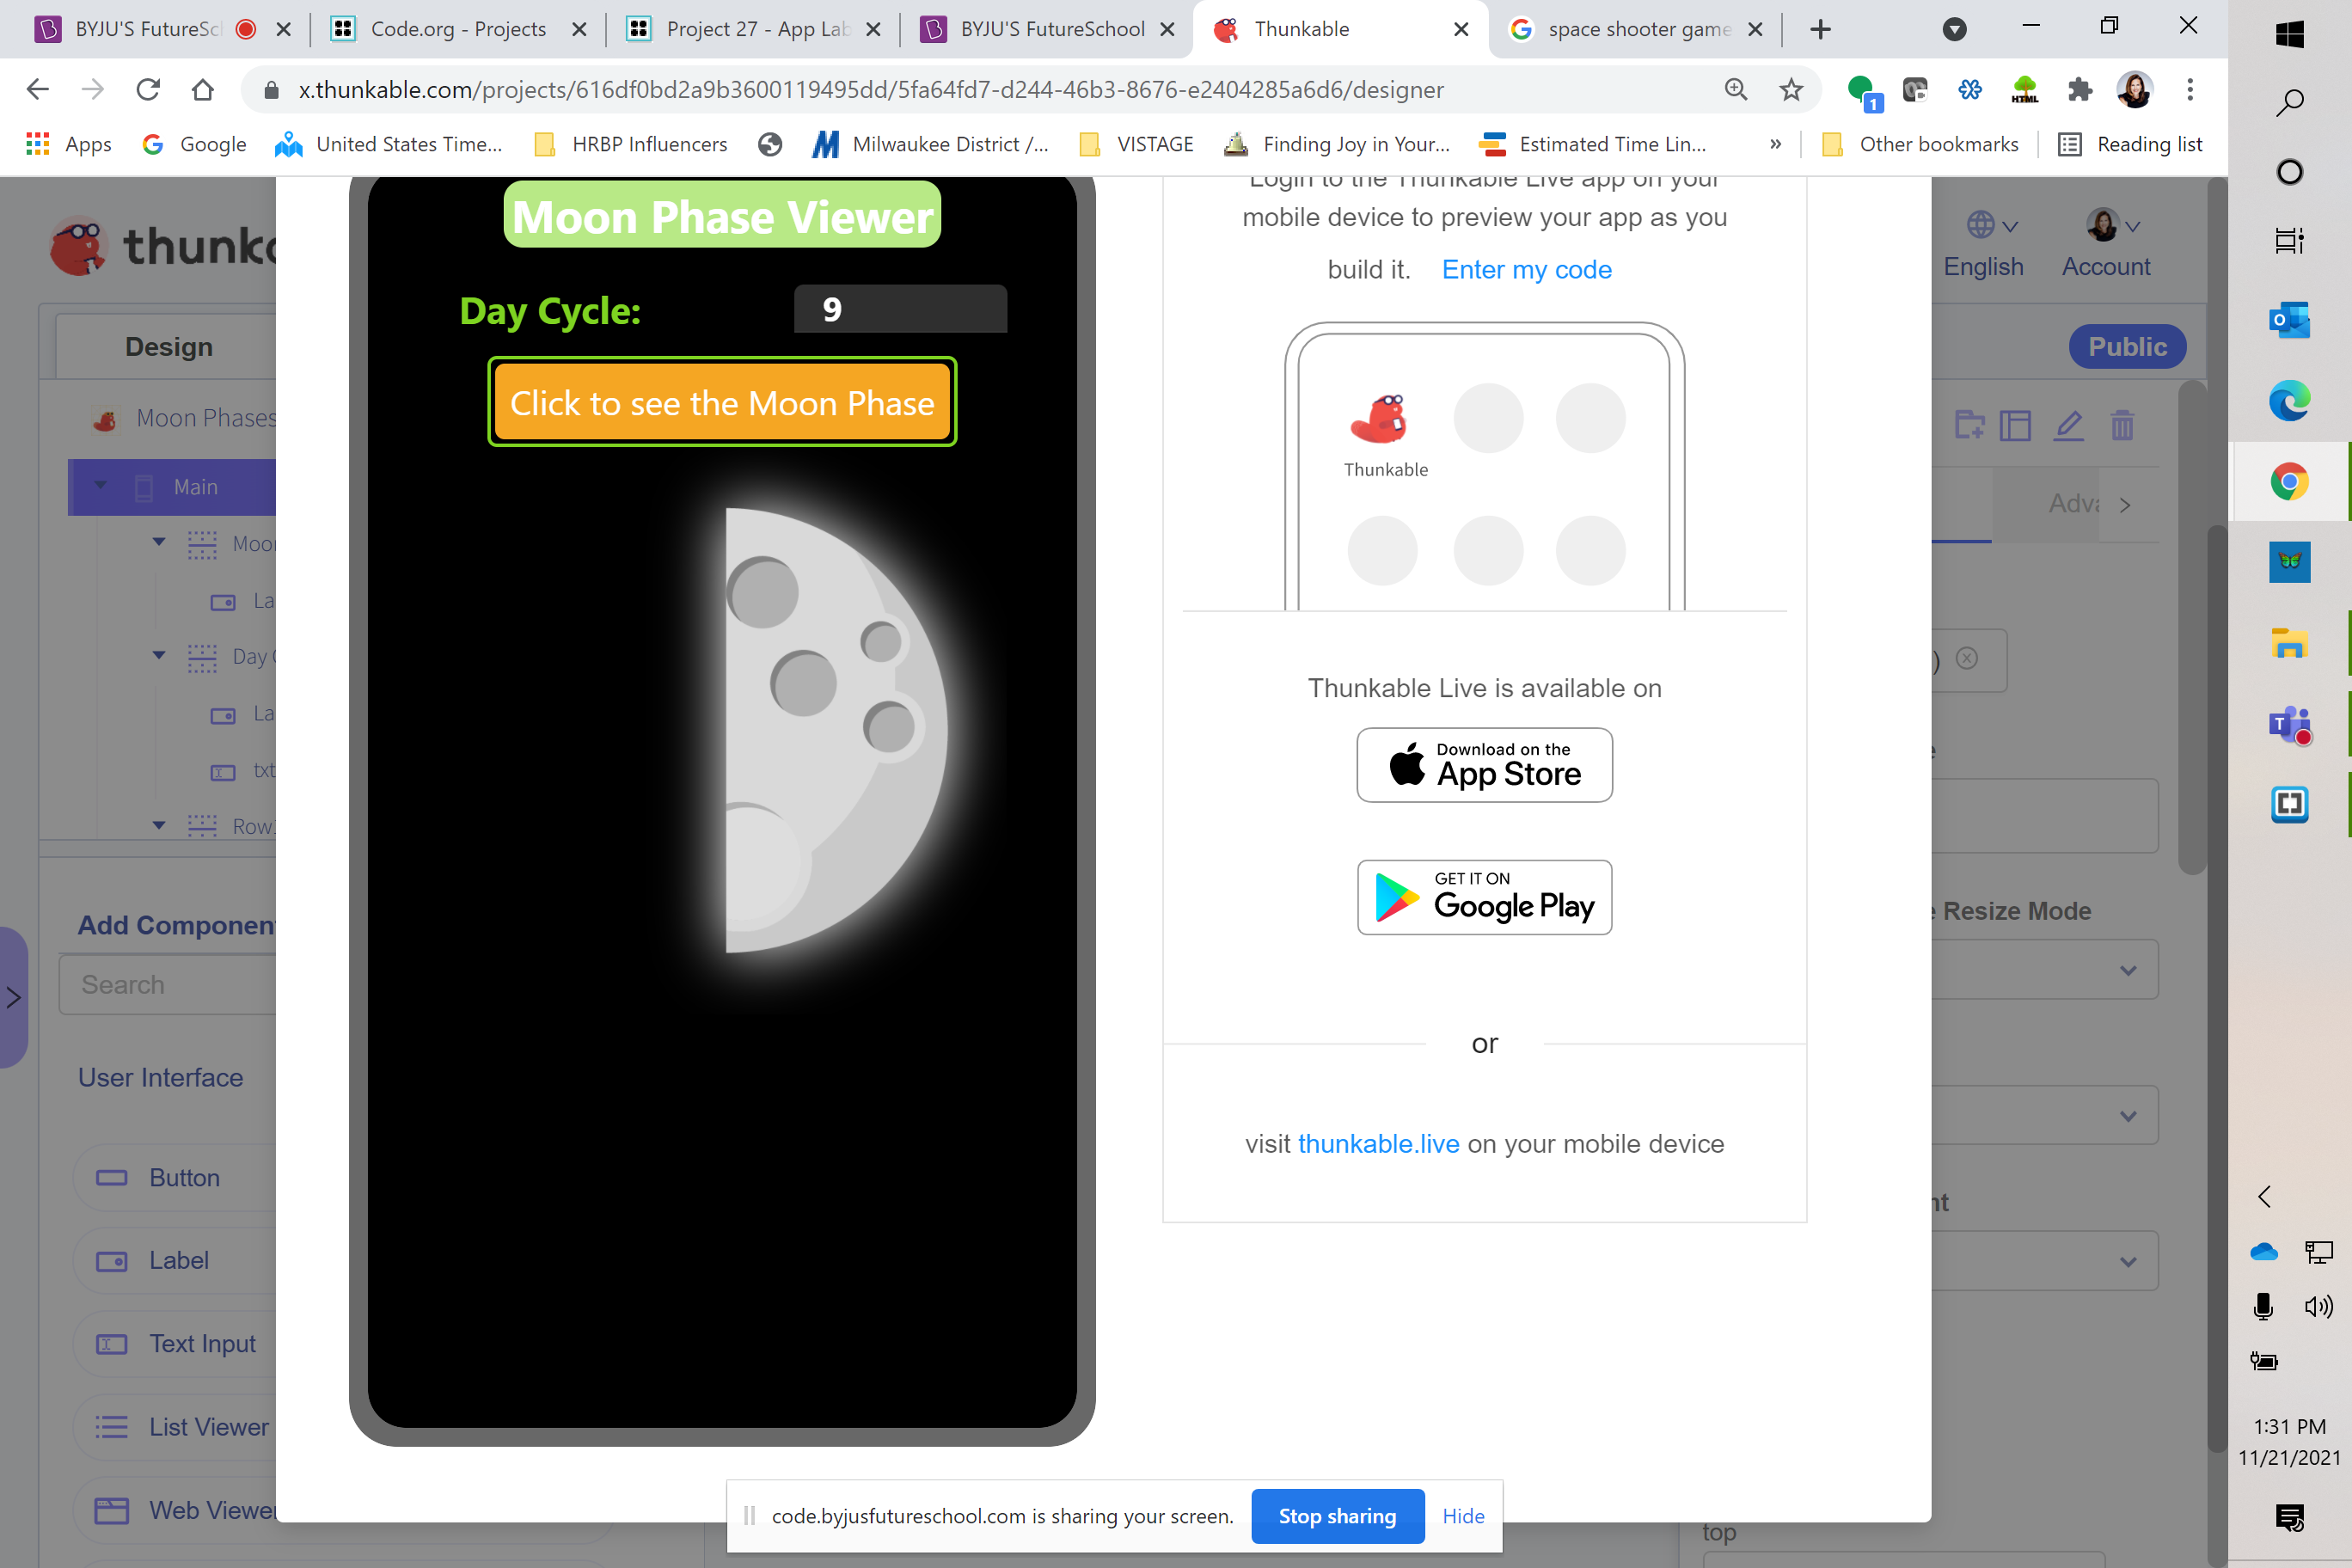 BYJU'S FutureSc
Code.org - Projects
Project 27 - App Lab
BYJU'S FutureSchool
Thunkable
space shooter game
x.thunkable.com/projects/616df0bd2a9b3600119495dd/5fa64fd7-d244-46b3-8676-e2404285a6d6/designer
1
HTML
Apps
Google
United States Time...
HRBP Influencers
Milwaukee District /...
VISTAGE
Finding Joy in Your...
Estimated Time Lin...
»
Other bookmarks
Reading list
thunka
English
Account
Design
Public
Moon Phases
Main
Moon
La
Day C
La
txt
Row.
Add Componen
Search
User Interface
Button
Label
Text Input
List Viewer
Web Viewer
Moon Phase Viewer
Day Cycle:
9
Click to see the Moon Phase
Login to the Thunkable Live app on your
mobile device to preview your app as you
build it. Enter my code
Thunkable
Thunkable Live is available on
Download on the
App Store
GET IT ON
Google Play
or
visit thunkable.live on your mobile device
Adva
)
e
e Resize Mode
nt
top
code.byjusfutureschool.com is sharing your screen.
Stop sharing
Hide
1:31 PM
11/21/2021